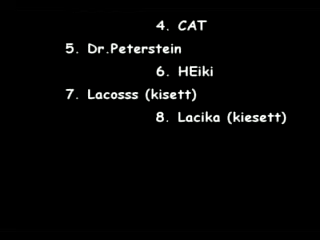 4. CAT
5. Dr.Peterstein
6. HEiki
7. Lacosss (kisett)
8. Lacika (kiesett)